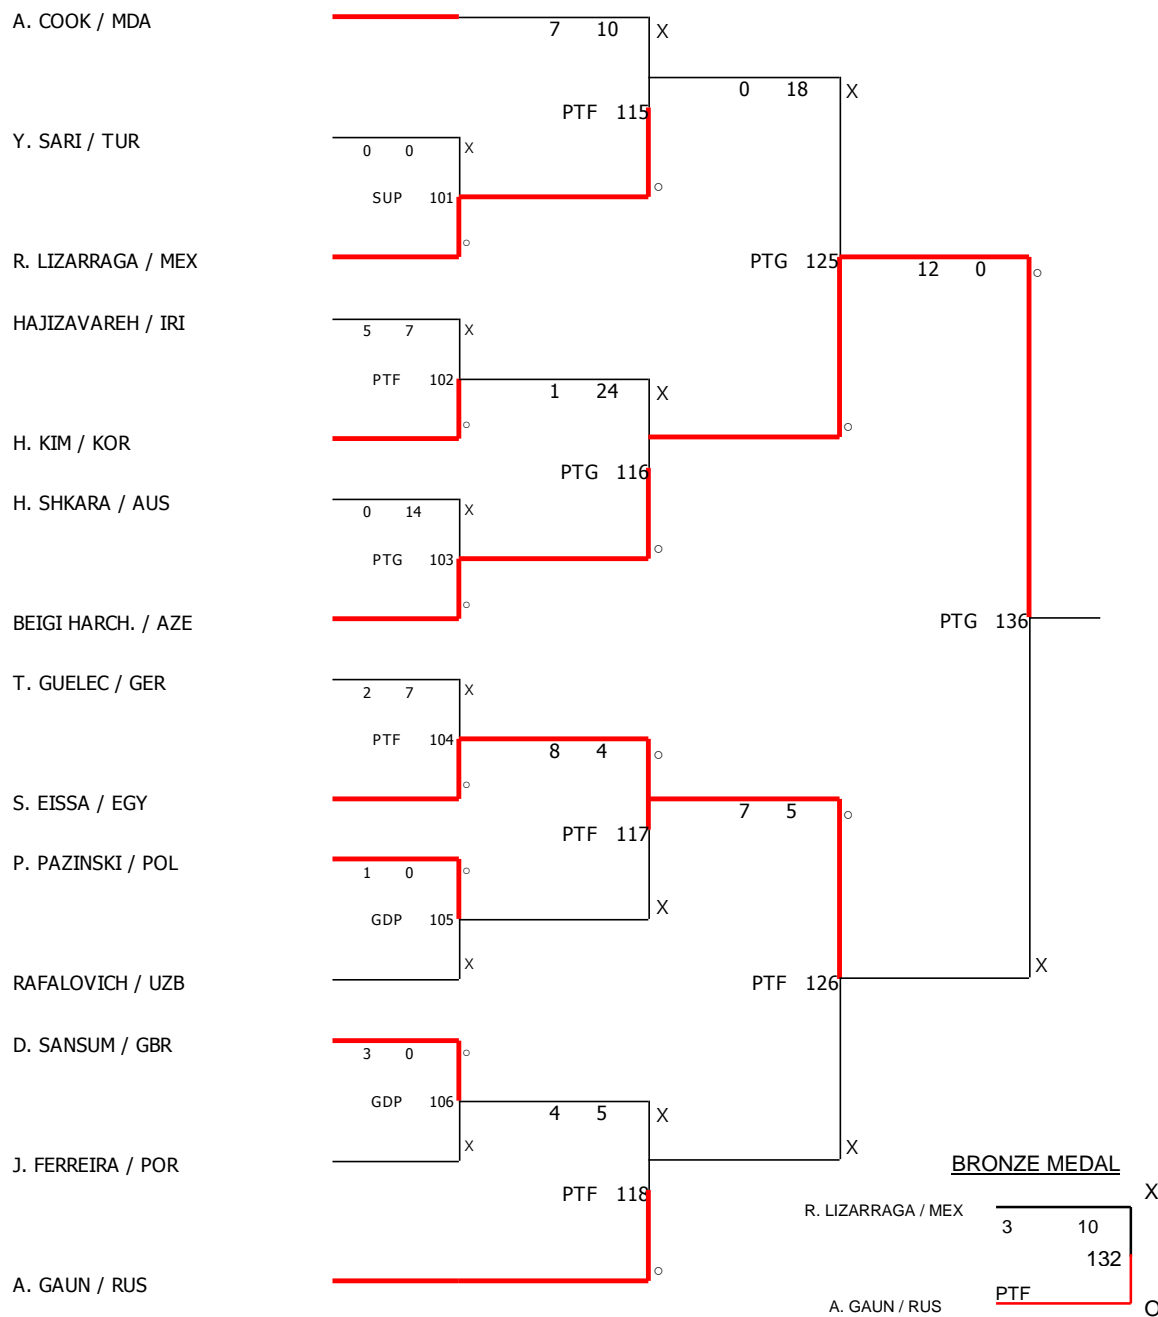 A. COOK / MDA
7 10 X
0 18 X
PTF 115
Y. SARI / TUR
0 0 X
SUP 101
○
○
R. LIZARRAGA / MEX
PTG 125
12 0 ○
HAJIZAVAREH / IRI
5 7 X
PTF 102
1 24 X
○
○
H. KIM / KOR
PTG 116
H. SHKARA / AUS
0 14 X
PTG 103
○
○
BEIGI HARCH. / AZE
PTG 136
T. GUELEC / GER
2 7 X
PTF 104
8 4 ○
○
S. EISSA / EGY
7 5 ○
PTF 117
P. PAZINSKI / POL
1 0 ○
GDP 105
X
X
X
RAFALOVICH / UZB
PTF 126
D. SANSUM / GBR
3 0 ○
GDP 106
4 5 X
X
X
J. FERREIRA / POR
BRONZE MEDAL
PTF 118
X
R. LIZARRAGA / MEX
3 10
132
○
A. GAUN / RUS
PTF
A. GAUN / RUS
O